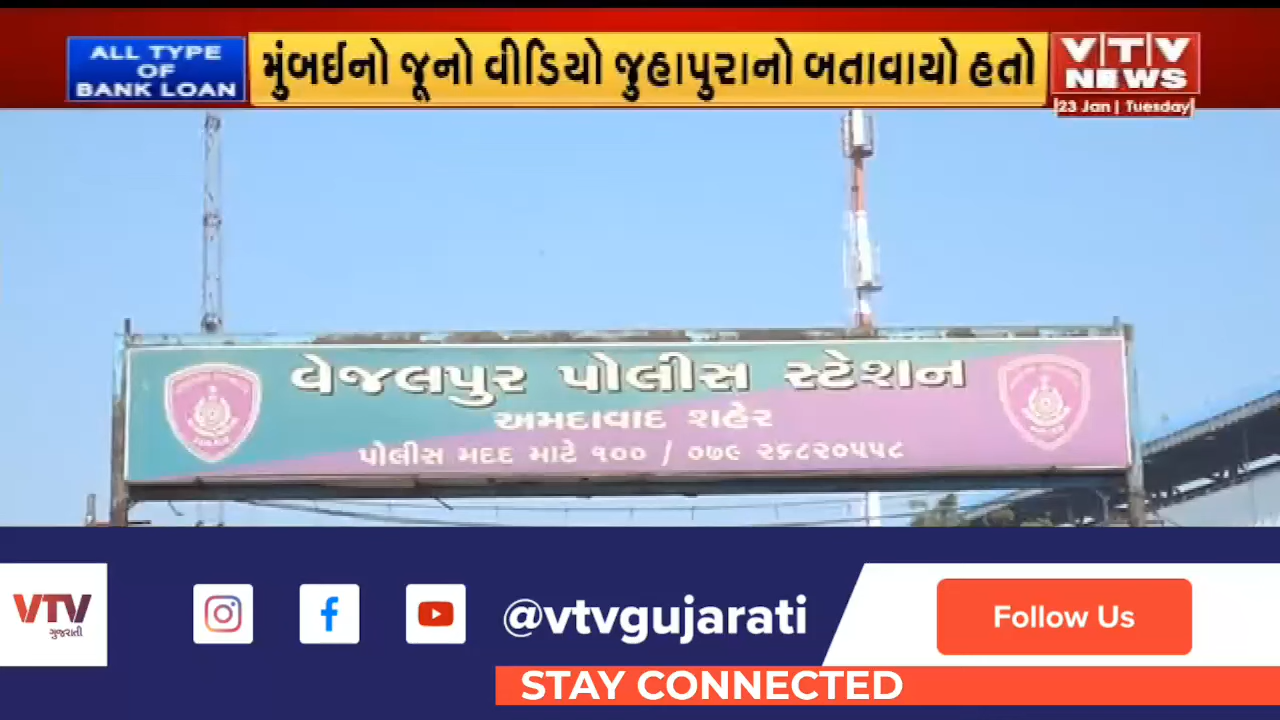 ALL TYPE
OF
BANK LOAN
મુંબઈનો જૂનો વીડિયો જુહાપુરાનો બતાવાયો હતો
VTV
NEWS
23 Jan | Tuesday
વેજલપુર પોલીસ સ્ટેશન
અમદાવાદ શહેર
પોલીસ મદદ માટે ૧૦૦ / ૦૭૯ ૨૬૮૨૦૫૫૮
VTV
ગુજરાતી
@vtvgujarati
Follow Us
STAY CONNECTED